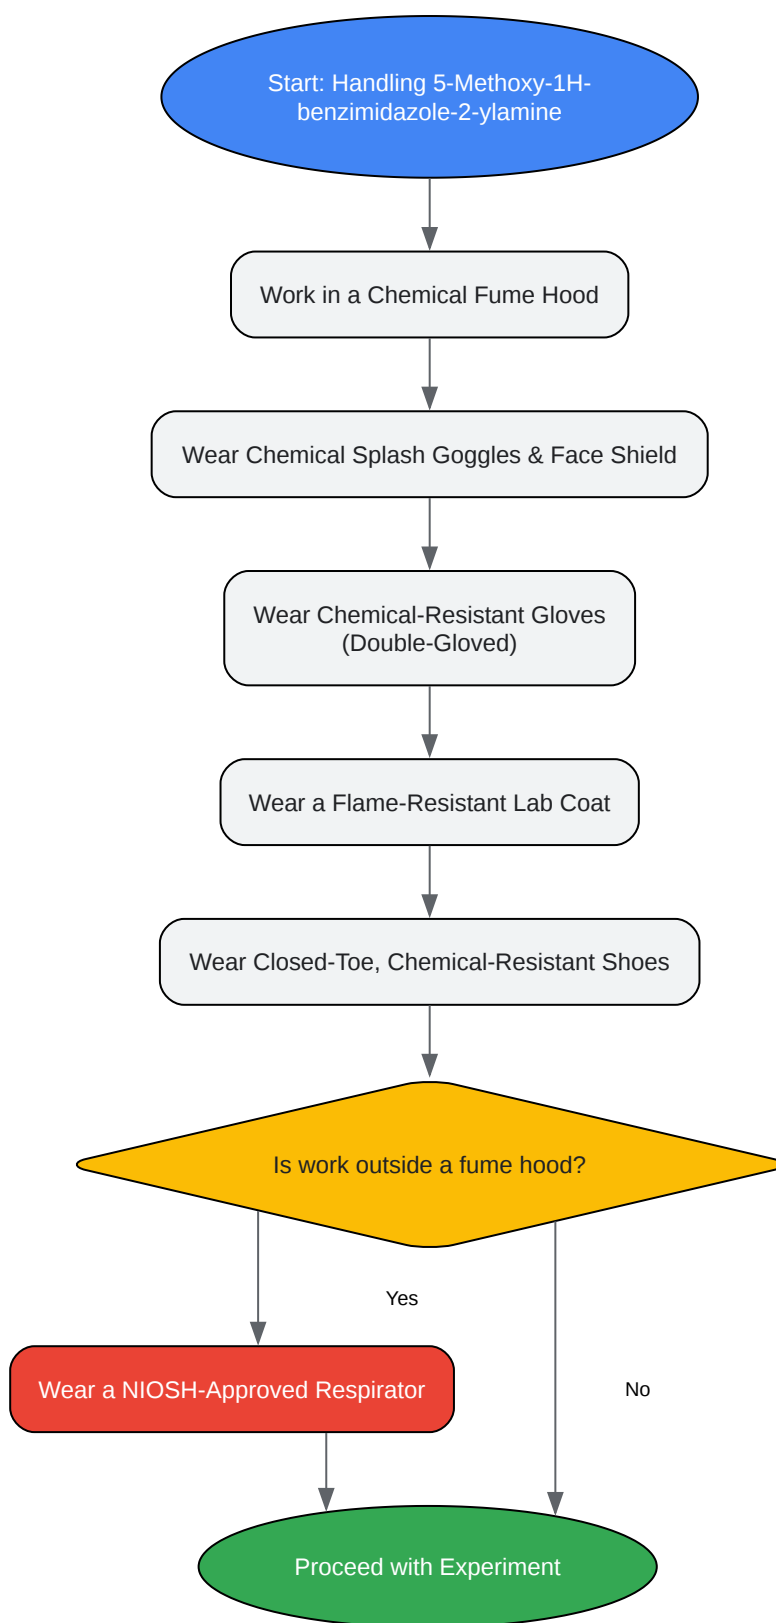 Start: Handling 5-Methoxy-1H-
benzimidazole-2-ylamine
Work in a Chemical Fume Hood
Wear Chemical Splash Goggles & Face Shield
Wear Chemical-Resistant Gloves
(Double-Gloved)
Wear a Flame-Resistant Lab Coat
Wear Closed-Toe, Chemical-Resistant Shoes
Is work outside a fume hood?
Yes
Wear a NIOSH-Approved Respirator
No
Proceed with Experiment